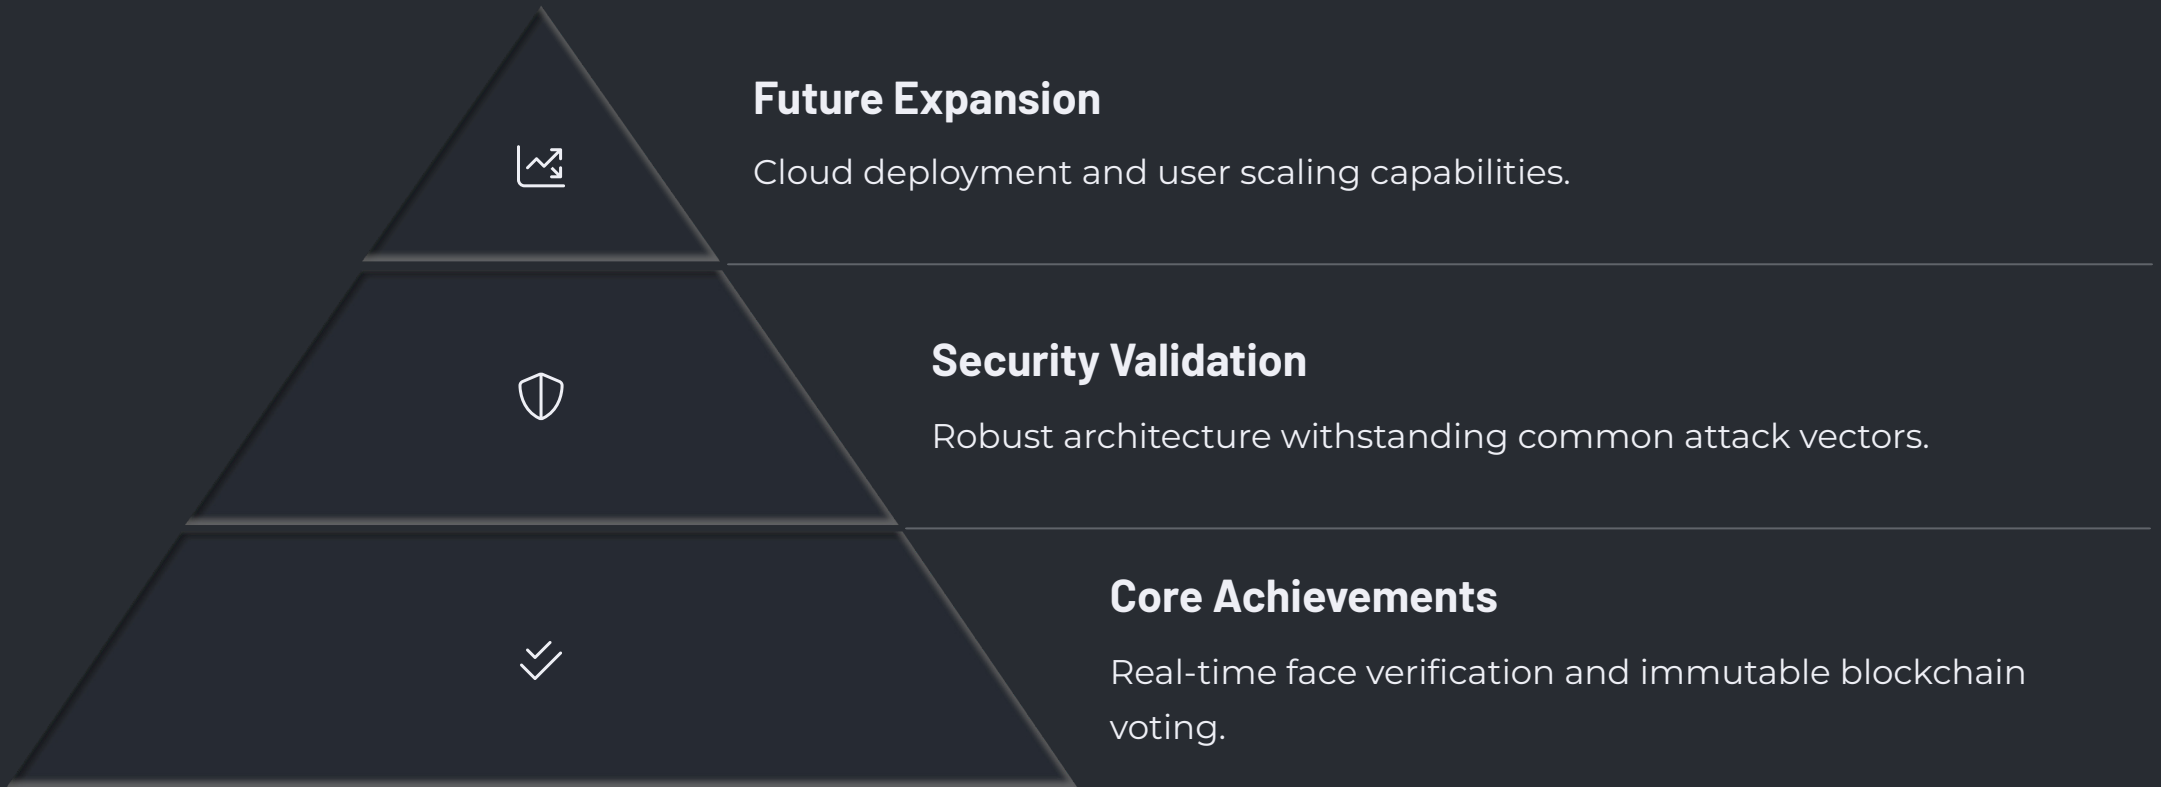 Future Expansion
Cloud deployment and user scaling capabilities.
Security Validation
Robust architecture withstanding common attack vectors.
Core Achievements
Real-time face verification and immutable blockchain
voting.